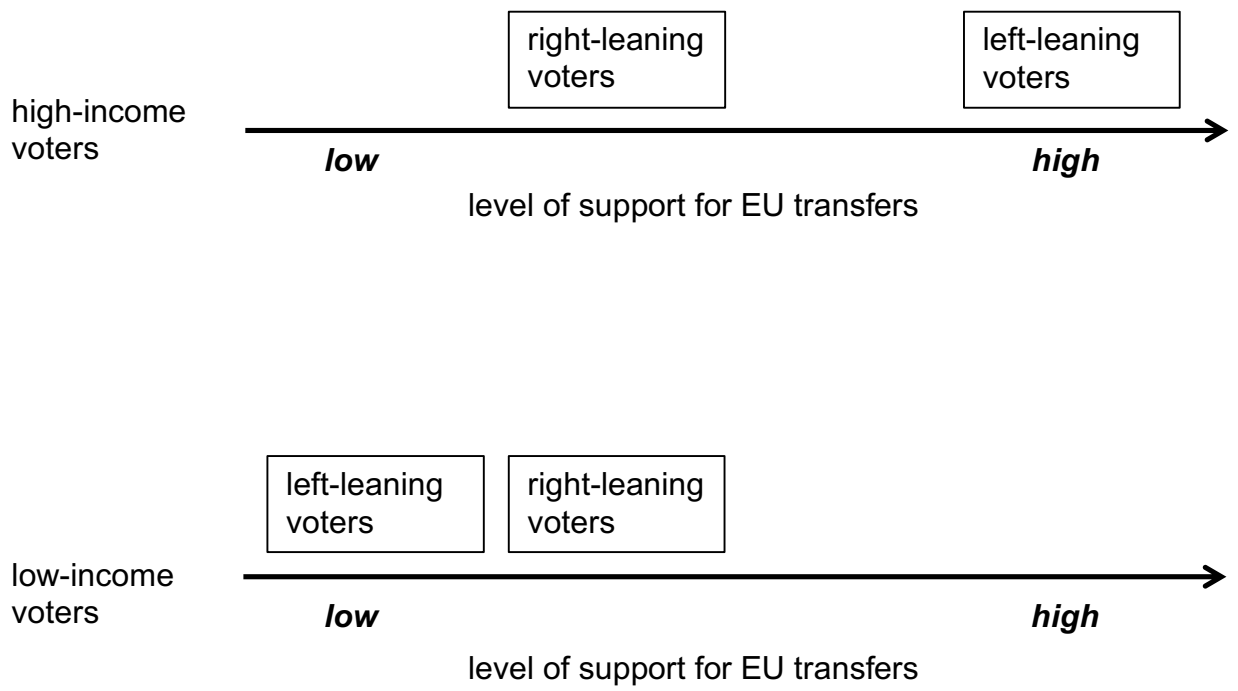 right-leaning
voters
left-leaning
voters
high-income
voters
low
high
level of support for EU transfers
left-leaning
voters
right-leaning
voters
low-income
voters
low
high
level of support for EU transfers